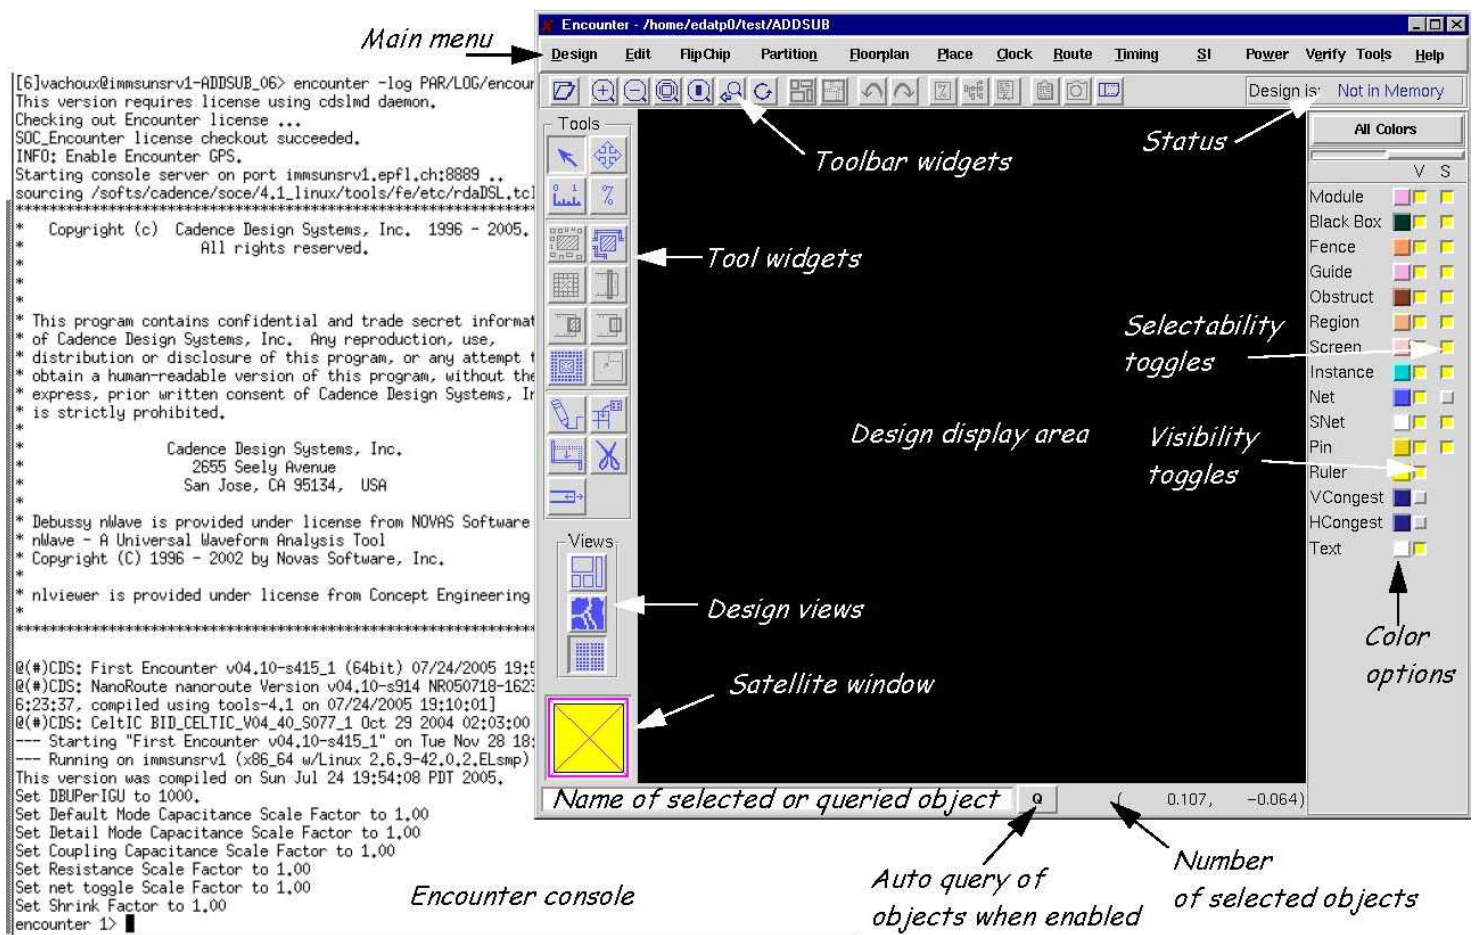 Main menu
[6]vachoux@immsunsrv1-ADDSUB_06> encounter -log PAR/LOG/encour
This version requires license using cdslmd daemon.
Checking out Encounter license ...
SOC_Encounter license checkout succeeded.
INFO: Enable Encounter GPS.
Starting console server on port immsunsrv1.epfl.ch:8889 ..
sourcing /softs/cadence/soce/4.1_linux/tools/fe/etc/rdaDSL.tcl
*   Copyright (c)  Cadence Design Systems, Inc.  1996 - 2005.
*                     All rights reserved.
*
*
*
* This program contains confidential and trade secret informat
* of Cadence Design Systems, Inc.  Any reproduction, use,
* distribution or disclosure of this program, or any attempt t
* obtain a human-readable version of this program, without the
* express, prior written consent of Cadence Design Systems, In
* is strictly prohibited.
*
*                 Cadence Design Systems, Inc.
*                    2655 Seely Avenue
*                   San Jose, CA 95134,  USA
*
*
* Debussy nWave is provided under license from NOVAS Software
* nWave - A Universal Waveform Analysis Tool
* Copyright (C) 1996 - 2002 by Novas Software, Inc.
*
* nlviewer is provided under license from Concept Engineering
*
@(#)CDS: First Encounter v04.10-s415_1 (64bit) 07/24/2005 19:5
@(#)CDS: NanoRoute nanoroute Version v04.10-s914 NR050718-1623
6:23:37, compiled using tools-4.1 on 07/24/2005 19:10:01]
@(#)CDS: CeltIC BID_CELTIC_V04_40_S077_1 Oct 29 2004 02:03:00
--- Starting "First Encounter v04.10-s415_1" on Tue Nov 28 18:
--- Running on immsunsrv1 (x86_64 w/Linux 2.6.9-42.0.2.ELsmp)
This version was compiled on Sun Jul 24 19:54:08 PDT 2005.
Set DBUPerIGU to 1000.
Set Default Mode Capacitance Scale Factor to 1.00
Set Detail Mode Capacitance Scale Factor to 1.00
Set Coupling Capacitance Scale Factor to 1.00
Set Resistance Scale Factor to 1.00
Set net toggle Scale Factor to 1.00
Set Shrink Factor to 1.00
encounter 1>
Encounter console
Encounter - /home/edatp0/test/ADDSUB
Design Edit FlipChip Partition Floorplan Place Clock Route Timing SI Power Verify Tools Help
Design is: Not in Memory
Tools
0 1 %
Toolbar widgets
Status
Tool widgets
Selectability
toggles
Design display area
Visibility
toggles
Views
Design views
Satellite window
All Colors
V S
Module
Black Box
Fence
Guide
Obstruct
Region
Screen
Instance
Net
SNet
Pin
Ruler
VCongest
HCongest
Text
Color
options
Name of selected or queried object Q ( 0.107, -0.064)
Auto query of
objects when enabled
Number
of selected objects